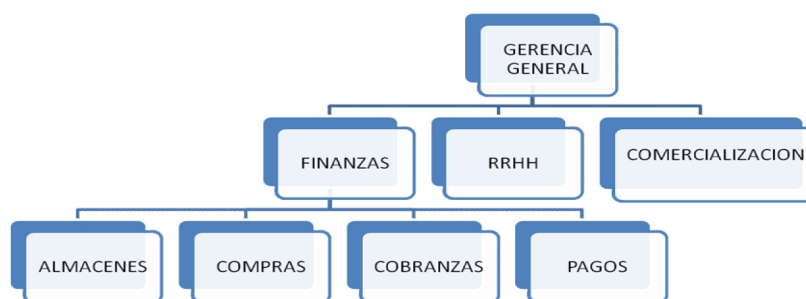 GERENCIA
GENERAL
FINANZAS
RRHH
COMERCIALIZACION
ALMACENES
COMPRAS
COBRANZAS
PAGOS